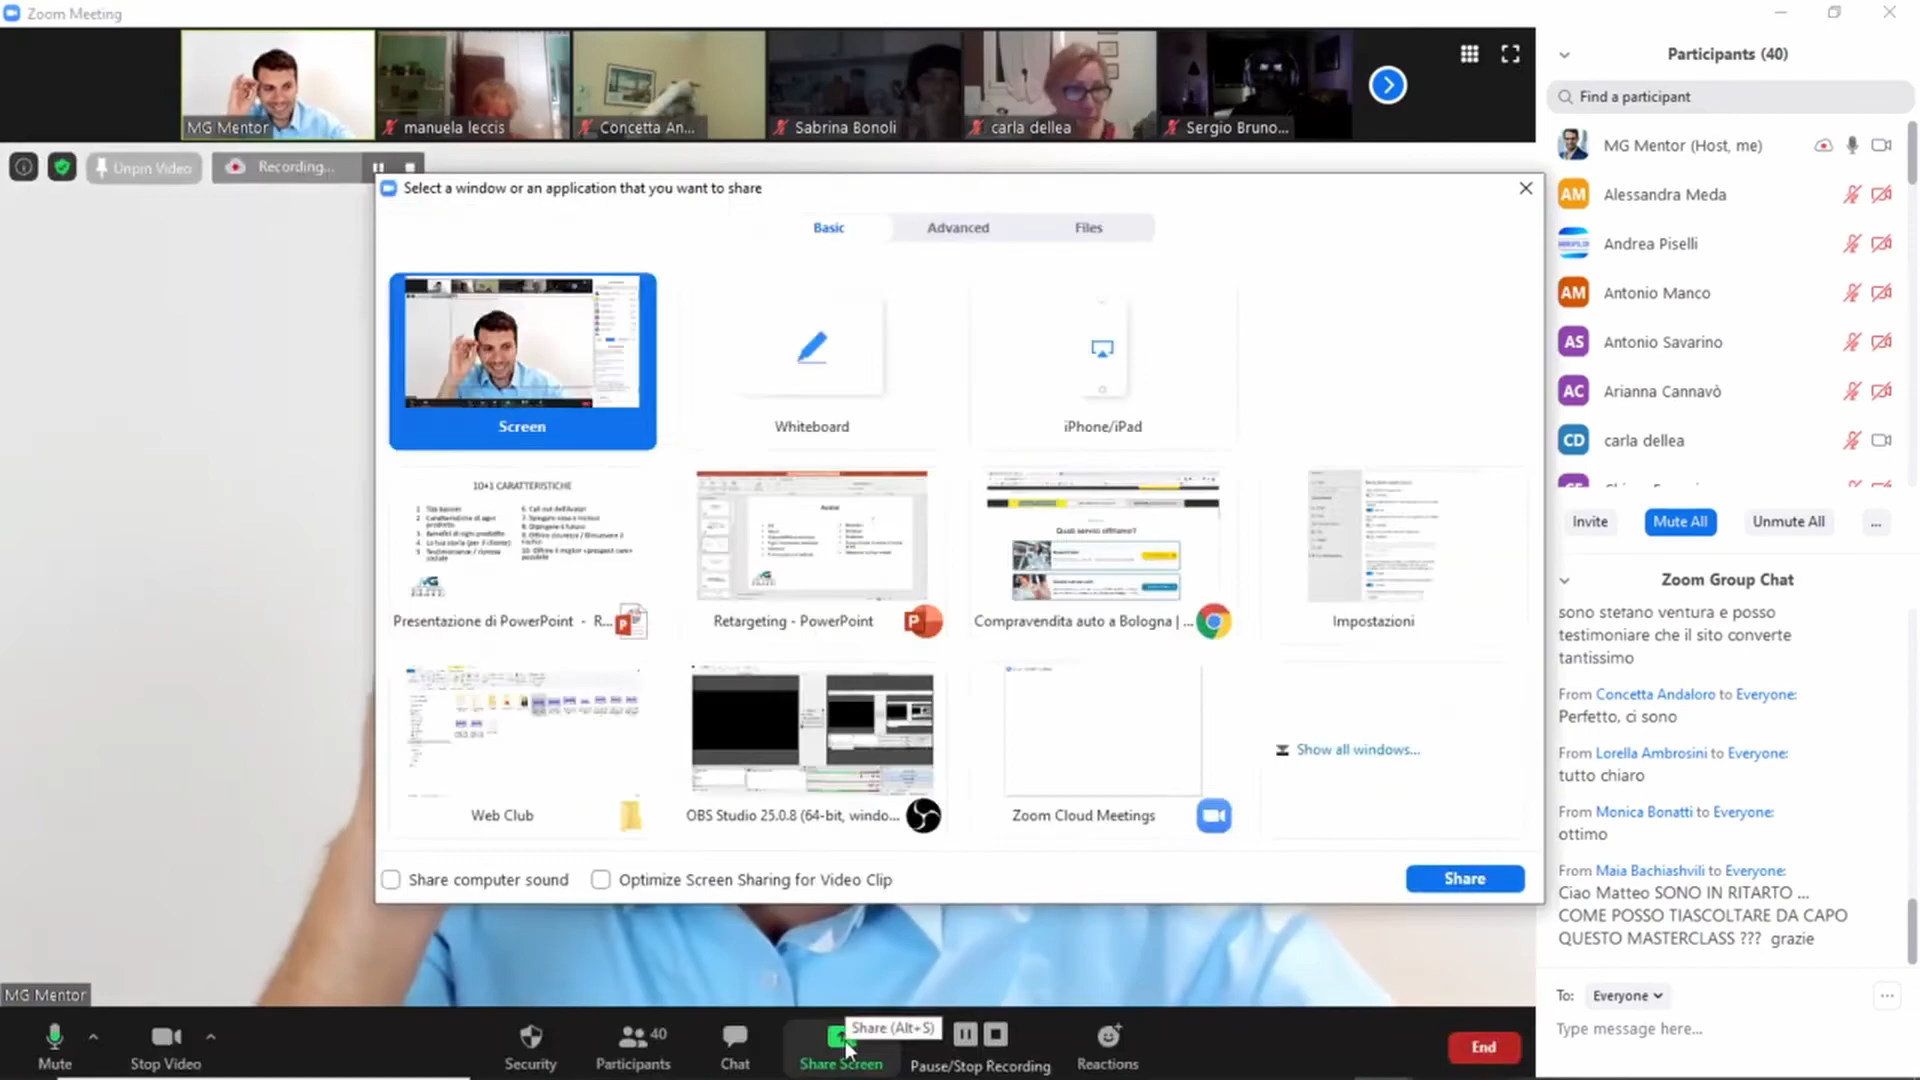 Zoom Meeting
MG Mentor
manuela leccis
Concetta An...
Sabrina Bonoli
carla dellea
Sergio Bruno...
Unpin Video
Recording...
Select a window or an application that you want to share
Basic
Advanced
Files
Screen
Whiteboard
iPhone/iPad
10+1 CARATTERISTICHE
Presentazione di PowerPoint - R...
Avatar
Retargeting - PowerPoint
Quali servizi offriamo?
Compravendita auto a Bologna | ...
Impostazioni
Web Club
OBS Studio 25.0.8 (64-bit, windo...
Zoom Cloud Meetings
Show all windows...
Share computer sound
Optimize Screen Sharing for Video Clip
Share
Participants (40)
Find a participant
MG Mentor (Host, me)
AM Alessandra Meda
Andrea Piselli
AM Antonio Manco
AS Antonio Savarino
AC Arianna Cannavò
CD carla dellea
Invite
Mute All
Unmute All
...
Zoom Group Chat
sono stefano ventura e posso
testimoniare che il sito converte
tantissimo
From Concetta Andaloro to Everyone:
Perfetto, ci sono
From Lorella Ambrosini to Everyone:
tutto chiaro
From Monica Bonatti to Everyone:
ottimo
From Maia Bachiashvili to Everyone:
Ciao Matteo SONO IN RITARTO ...
COME POSSO TIASCOLTARE DA CAPO
QUESTO MASTERCLASS ??? grazie
To: Everyone
Type message here...
MG Mentor
Mute
Stop Video
Security
40
Participants
Chat
Share (Alt+S)
Share Screen
Pause/Stop Recording
Reactions
End